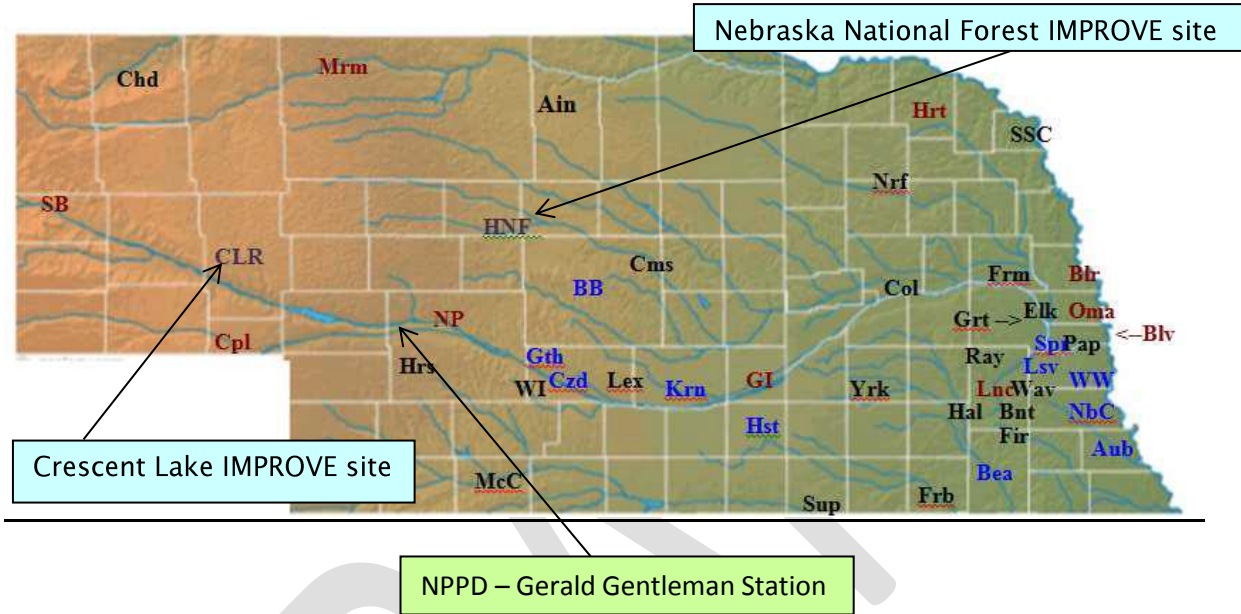 Nebraska National Forest IMPROVE site
Chd
Mrm
Ain
Hrt
SSC
Nrf
SB
HNF
CLR
Cms
BB
Col
Frm
Blr
Grt -->
Elk
Oma
NP
<--Blv
Cpl
Spr
Pap
Gth
Ray
Lsv
Hrs
WI
Czd
Lex
Krn
GI
Yrk
Lnc
Wav
WW
Hal
Bnt
NbC
Hst
Fir
Aub
Crescent Lake IMPROVE site
McC
Bea
Sup
Frb
NPPD – Gerald Gentleman Station